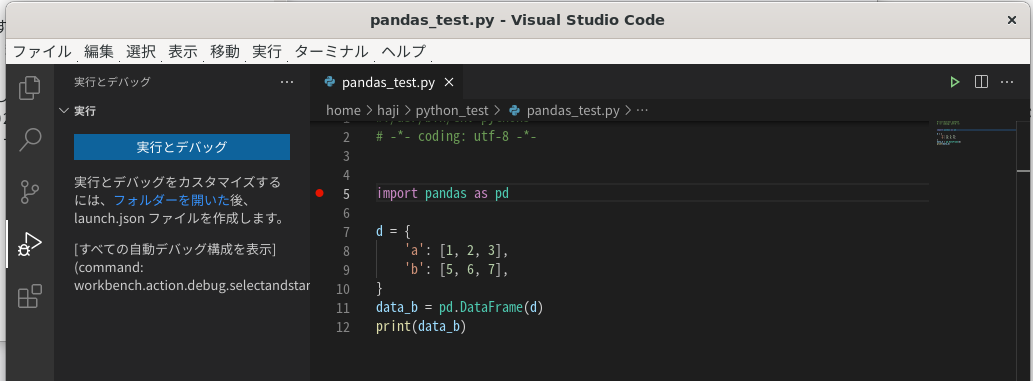 pandas_test.py - Visual Studio Code ×
ファイル 編集 選択 表示 移動 実行 ターミナル ヘルプ
実行とデバッグ ···
pandas_test.py ×
実行
home > haji > python_test > pandas_test.py > ···
実行とデバッグ
実行とデバッグをカスタマイズする
には、フォルダーを開いた後、
launch.json ファイルを作成します。
[すべての自動デバッグ構成を表示]
(command:
workbench.action.debug.selectandstar
2 # -*- coding: utf-8 -*-
3
4
5 import pandas as pd
6
7 d = {
8 'a': [1, 2, 3],
9 'b': [5, 6, 7],
10 }
11 data_b = pd.DataFrame(d)
12 print(data_b)